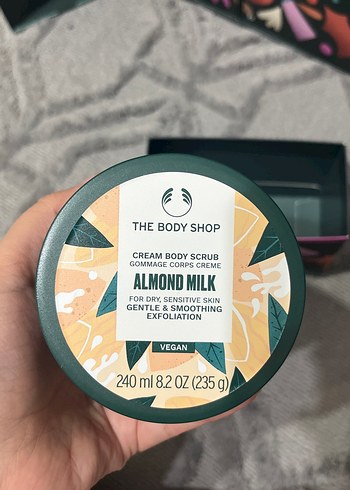 THE BODY SHOP
CREAM BODY SCRUB
GOMMAGE CORPS CREME
ALMOND MILK
FOR DRY, SENSITIVE SKIN
GENTLE & SMOOTHING
EXFOLIATION
VEGAN
240 ml 8.2 OZ (235 g)